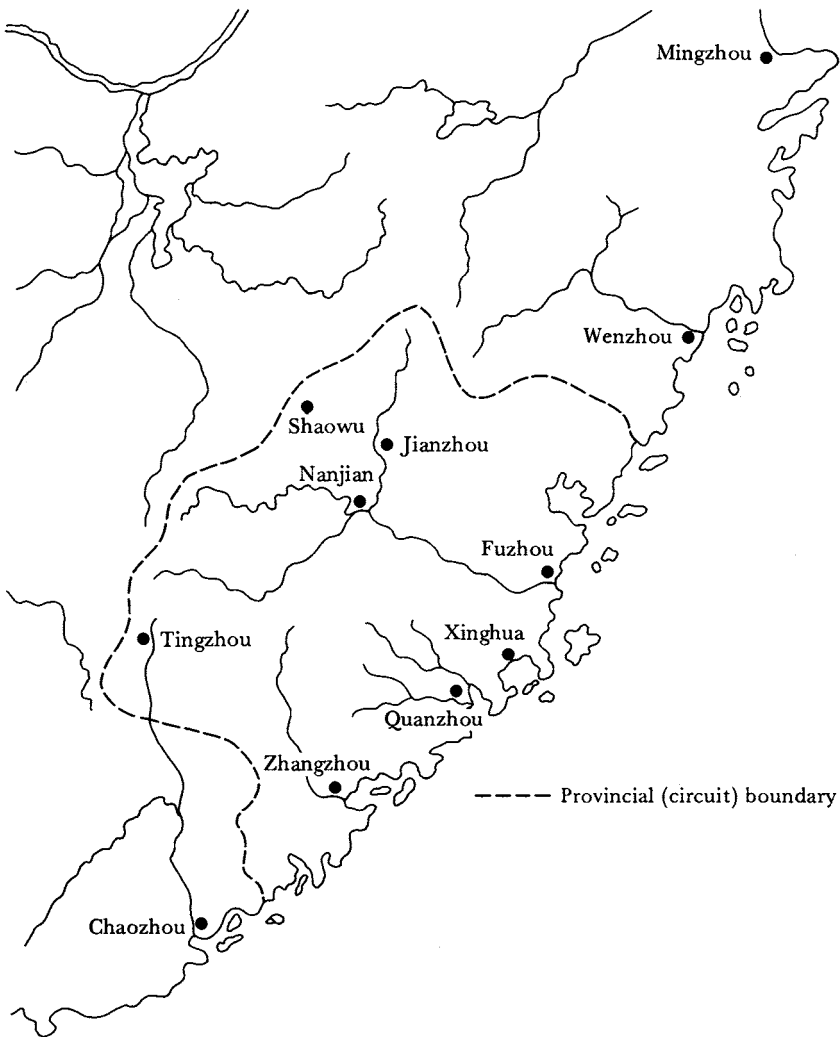 Mingzhou
Wenzhou
Shaowu
Jianzhou
Nanjian
Fuzhou
Tingzhou
Xinghua
Quanzhou
Zhangzhou
Provincial (circuit) boundary
Chaozhou